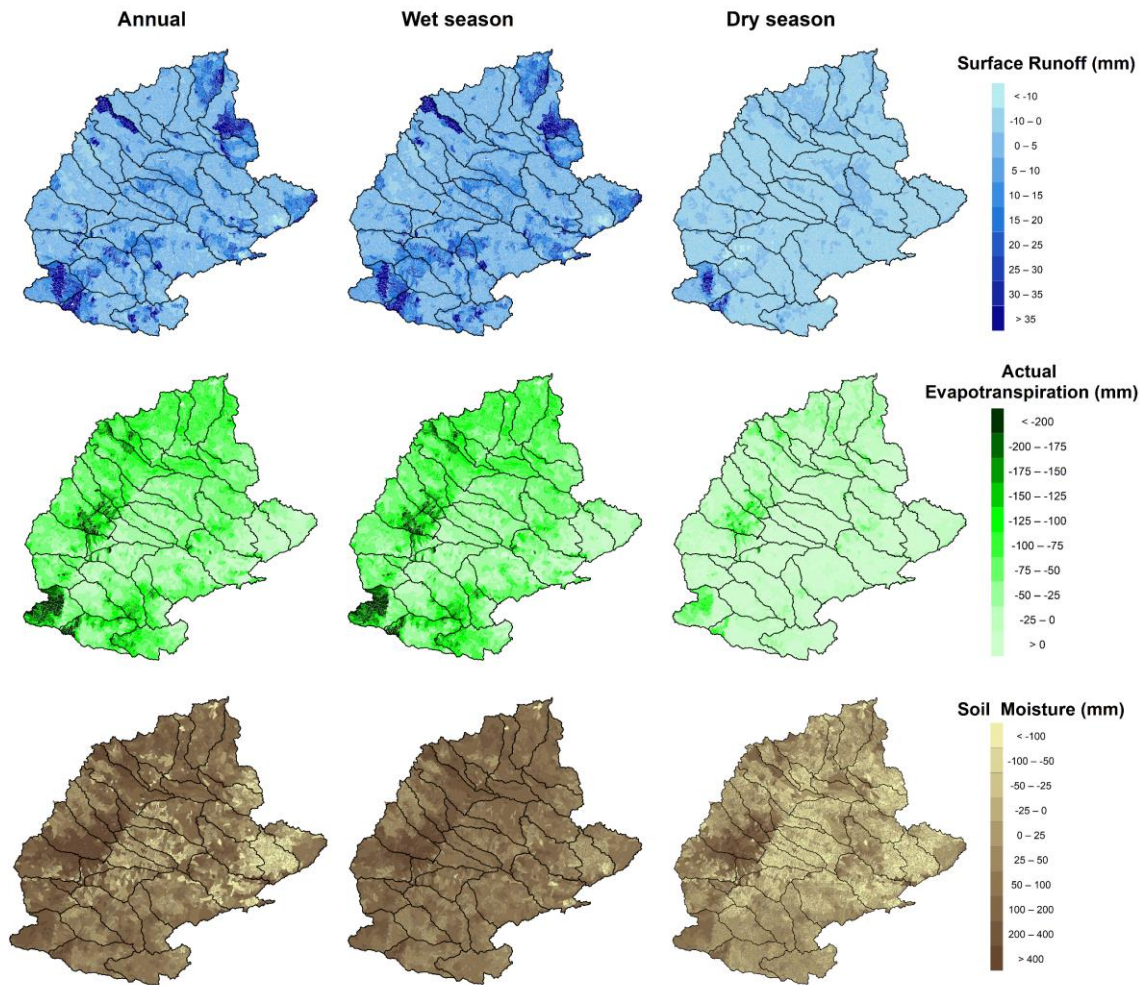 Annual
Wet season
Dry season
Surface Runoff (mm)
< -10
-10 – 0
0 – 5
5 – 10
10 – 15
15 – 20
20 – 25
25 – 30
30 – 35
> 35
Actual
Evapotranspiration (mm)
< -200
-200 – -175
-175 – -150
-150 – -125
-125 – -100
-100 – -75
-75 – -50
-50 – -25
-25 – 0
> 0
Soil Moisture (mm)
< -100
-100 – -50
-50 – -25
-25 – 0
0 – 25
25 – 50
50 – 100
100 – 200
200 – 400
> 400